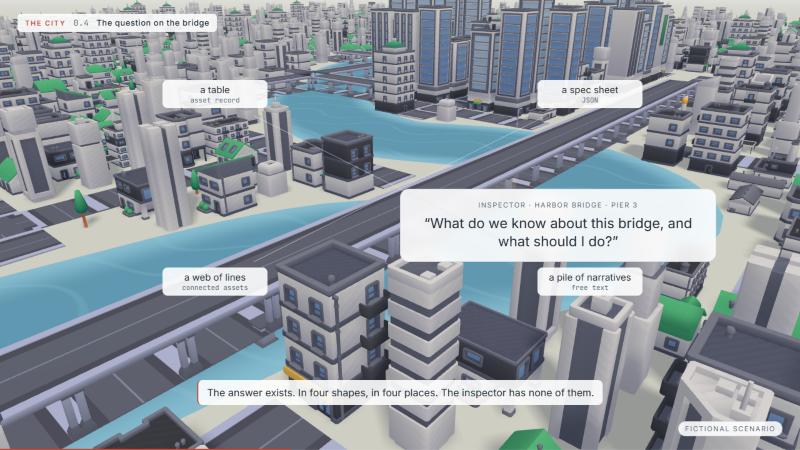 THE CITY 0.4 The question on the bridge
a table
asset record
a spec sheet
JSON
INSPECTOR · HARBOR BRIDGE · PIER 3
“What do we know about this bridge, and
what should I do?”
a web of lines
connected assets
a pile of narratives
free text
The answer exists. In four shapes, in four places. The inspector has none of them.
FICTIONAL SCENARIO